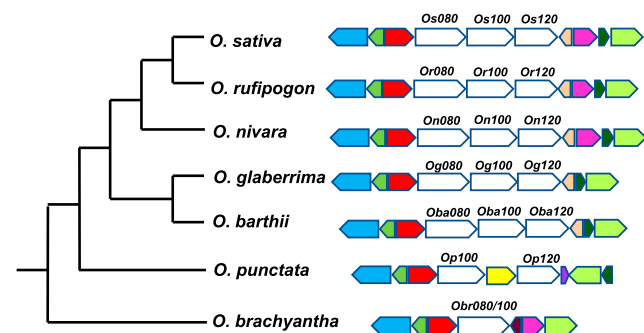 Os080 Os100 Os120
O. sativa
Or080 Or100 Or120
O. rufipogon
On080 On100 On120
O. nivara
Og080 Og100 Og120
O. glaberrima
Oba080 Oba100 Oba120
O. barthii
Op100 Op120
O. punctata
Obr080/100
O. brachyantha